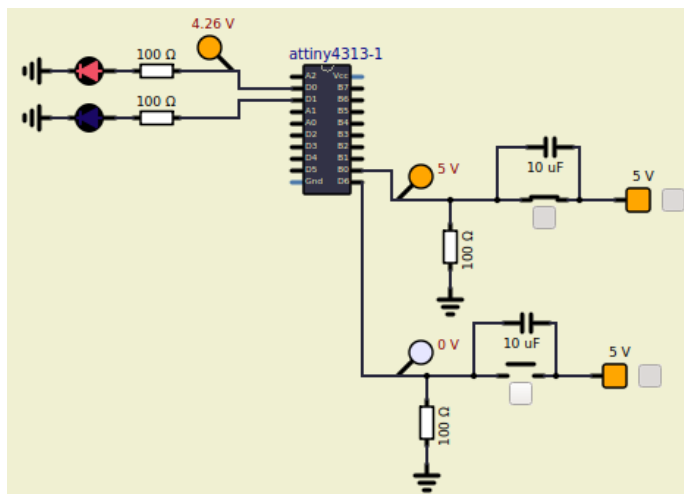 4.26 V
100 Ω
100 Ω
attiny4313-1
A2 Vcc
D0 B7
D1 B6
A1 B5
A0 B4
D2 B3
D3 B2
D4 B1
D5 B0
Gnd D6
5 V
10 uF
5 V
100 Ω
0 V
10 uF
5 V
100 Ω